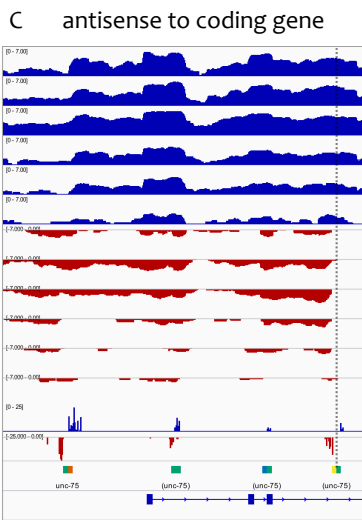 C antisense to coding gene
[0 - 7.00]
[0 - 7.00]
[0 - 7.00]
[0 - 7.00]
[0 - 7.00]
[0 - 7.00]
[-7.000 - 0.00]
[-7.000 - 0.00]
[-7.000 - 0.00]
[-7.000 - 0.00]
[-7.000 - 0.00]
[-7.000 - 0.00]
[0 - 25]
[-25.000 - 0.00]
unc-75 (unc-75) (unc-75) (unc-75)